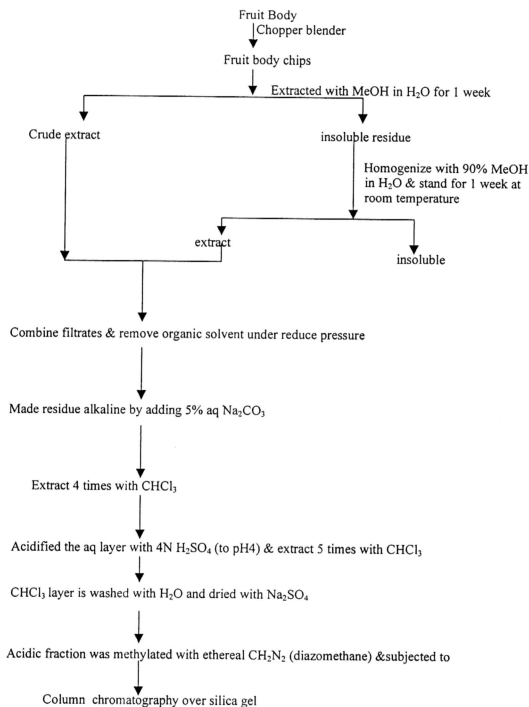 Fruit Body
Chopper blender
Fruit body chips
Extracted with MeOH in H₂O for 1 week
Crude extract
insoluble residue
Homogenize with 90% MeOH
in H₂O & stand for 1 week at
room temperature
extract
insoluble
Combine filtrates & remove organic solvent under reduce pressure
Made residue alkaline by adding 5% aq Na₂CO₃
Extract 4 times with CHCl₃
Acidified the aq layer with 4N H₂SO₄ (to pH4) & extract 5 times with CHCl₃
CHCl₃ layer is washed with H₂O and dried with Na₂SO₄
Acidic fraction was methylated with ethereal CH₂N₂ (diazomethane) &subjected to
Column chromatography over silica gel